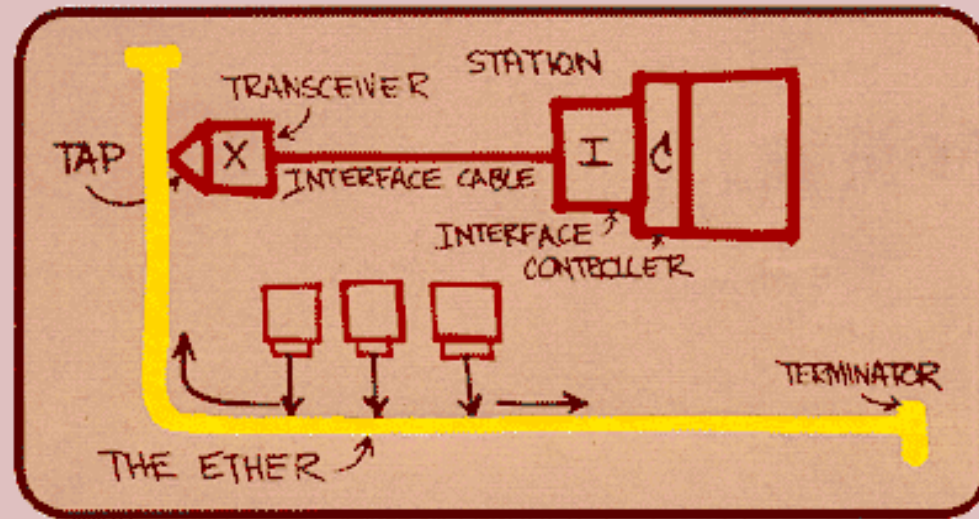 STATION
TRANSCEIVER
TAP
X
I
C
INTERFACE CABLE
INTERFACE
CONTROLLER
TERMINATOR
THE ETHER